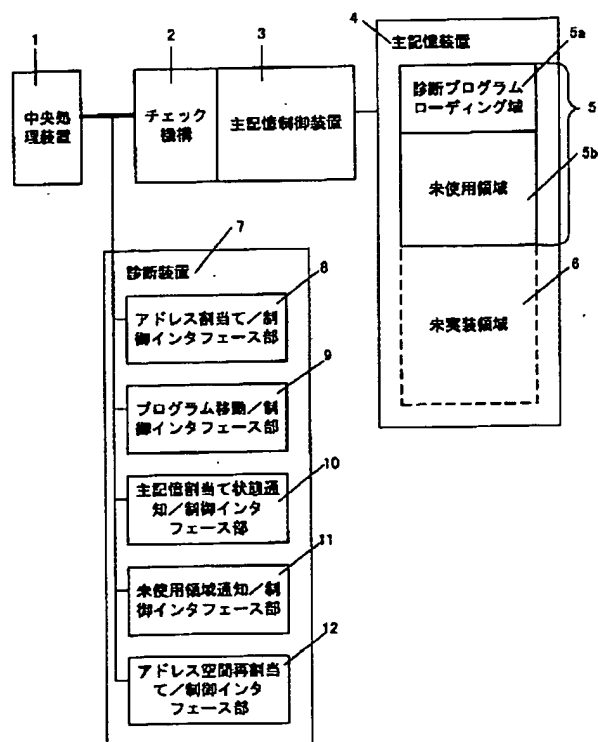 1
中央処
理装置
2
チェック
機構
3
主記憶制御装置
4
主記憶装置
5a
診断プログラム
ローディング域
5
5b
未使用領域
6
未実装領域
7
診断装置
8
アドレス割当て/制
御インタフェース部
9
プログラム移動/制
御インタフェース部
10
主記憶割当て状態通
知/制御インタ
フェース部
11
未使用領域通知/制
御インタフェース部
12
アドレス空間再割当
て/制御インタ
フェース部